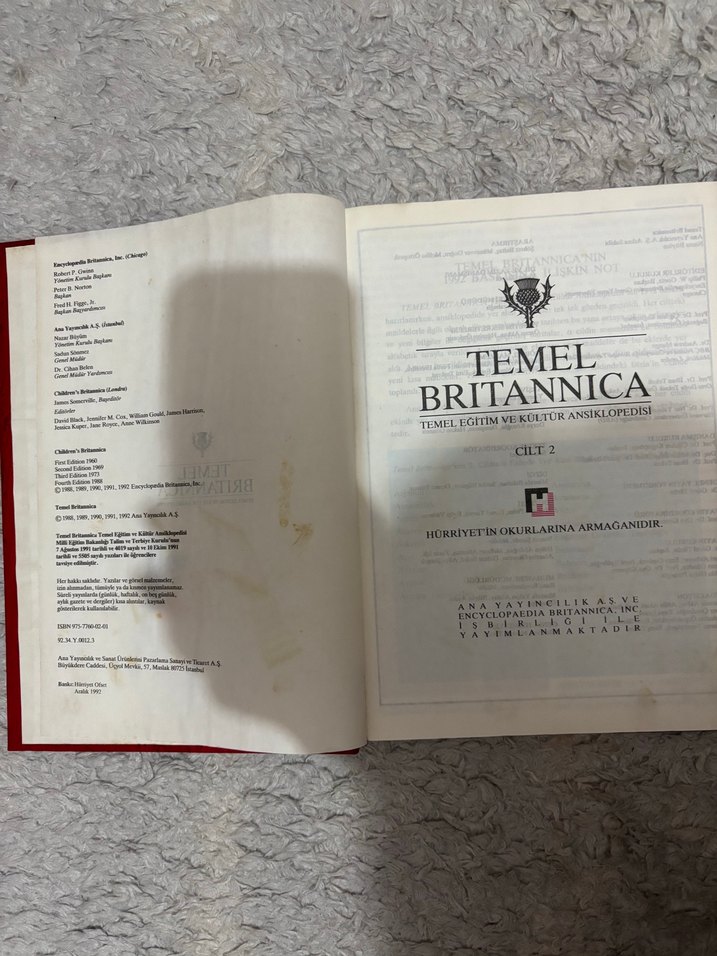 Encyclopædia Britannica, Inc. (Chicago)
Robert P. Gwinn
Yönetim Kurulu Başkanı
Peter B. Norton
Başkan
Fred H. Figge, Jr.
Başkan Başyardımcısı
Ana Yayıncılık A.Ş. (İstanbul)
Nazar Büyüm
Yönetim Kurulu Başkanı
Sadun Sönmez
Genel Müdür
Dr. Cihan Belen
Genel Müdür Yardımcısı
Children's Britannica (Londra)
James Somerville, Başeditör
Editörler
David Black, Jennifer M. Cox, William Gould, James Harrison,
Jessica Kuper, Jane Royce, Anne Wilkinson
Children's Britannica
First Edition 1960
Second Edition 1969
Third Edition 1973
Fourth Edition 1988
© 1988, 1989, 1990, 1991, 1992 Encyclopædia Britannica, Inc.
Temel Britannica
© 1988, 1989, 1990, 1991, 1992 Ana Yayıncılık A.Ş.
Temel Britannica Temel Eğitim ve Kültür Ansiklopedisi
Milli Eğitim Bakanlığı Talim ve Terbiye Kurulu'nun
7 Ağustos 1991 tarihli ve 4019 sayılı ve 10 Ekim 1991
tarihli ve 5505 sayılı yazıları ile öğrencilere
tavsiye edilmiştir.
Her hakkı saklıdır. Yazılar ve görsel malzemeler,
izin alınmadan, tümüyle ya da kısmen yayımlanamaz.
Süreli yayınlarda (günlük, haftalık, on beş günlük,
aylık gazete ve dergiler) kısa alıntılar, kaynak
gösterilerek kullanılabilir.
ISBN 975-7760-02-01
92.34.Y.0012.3
Ana Yayıncılık ve Sanat Ürünlerini Pazarlama Sanayi ve Ticaret A.Ş.
Büyükdere Caddesi, Üçyol Mevkii, 57, Maslak 80725 İstanbul
Baskı: Hürriyet Ofset
Aralık 1992
TEMEL
BRITANNICA
TEMEL EĞİTİM VE KÜLTÜR ANSİKLOPEDİSİ
CİLT 2
H
HÜRRİYET'İN OKURLARINA ARMAĞANIDIR.
ANA YAYINCILIK A.Ş. VE
ENCYCLOPAEDIA BRITANNICA, INC.
İŞBİRLİĞİ İLE
YAYIMLANMAKTADIR